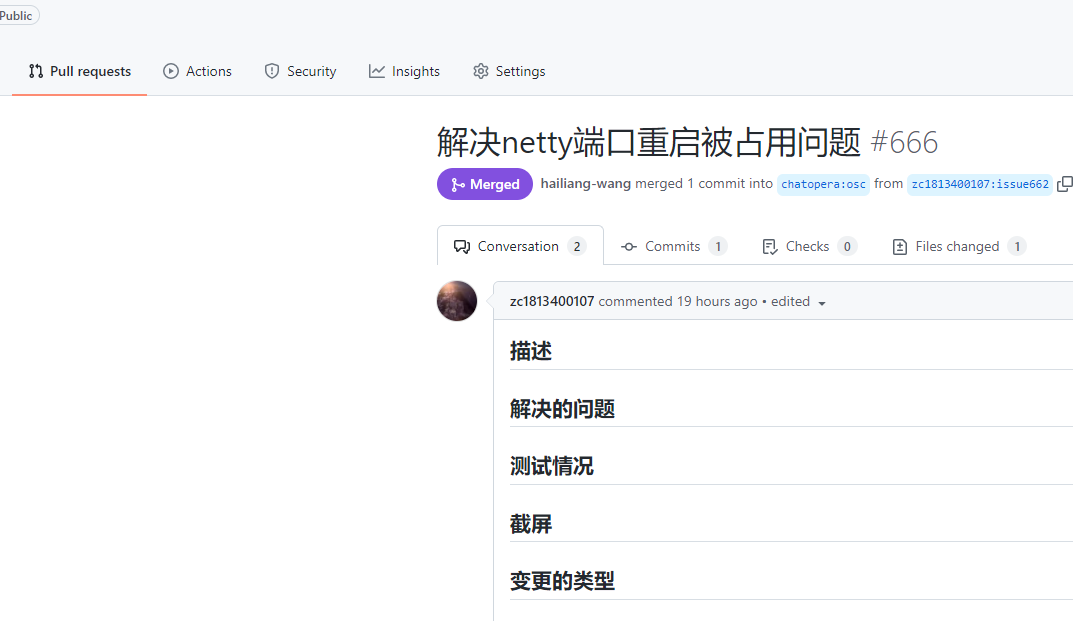 Public
Pull requests Actions Security Insights Settings
解决netty端口重启被占用问题 #666
Merged hailiang-wang merged 1 commit into chatopera:osc from zc1813400107:issue662
Conversation 2 Commits 1 Checks 0 Files changed 1
zc1813400107 commented 19 hours ago • edited
描述
解决的问题
测试情况
截屏
变更的类型